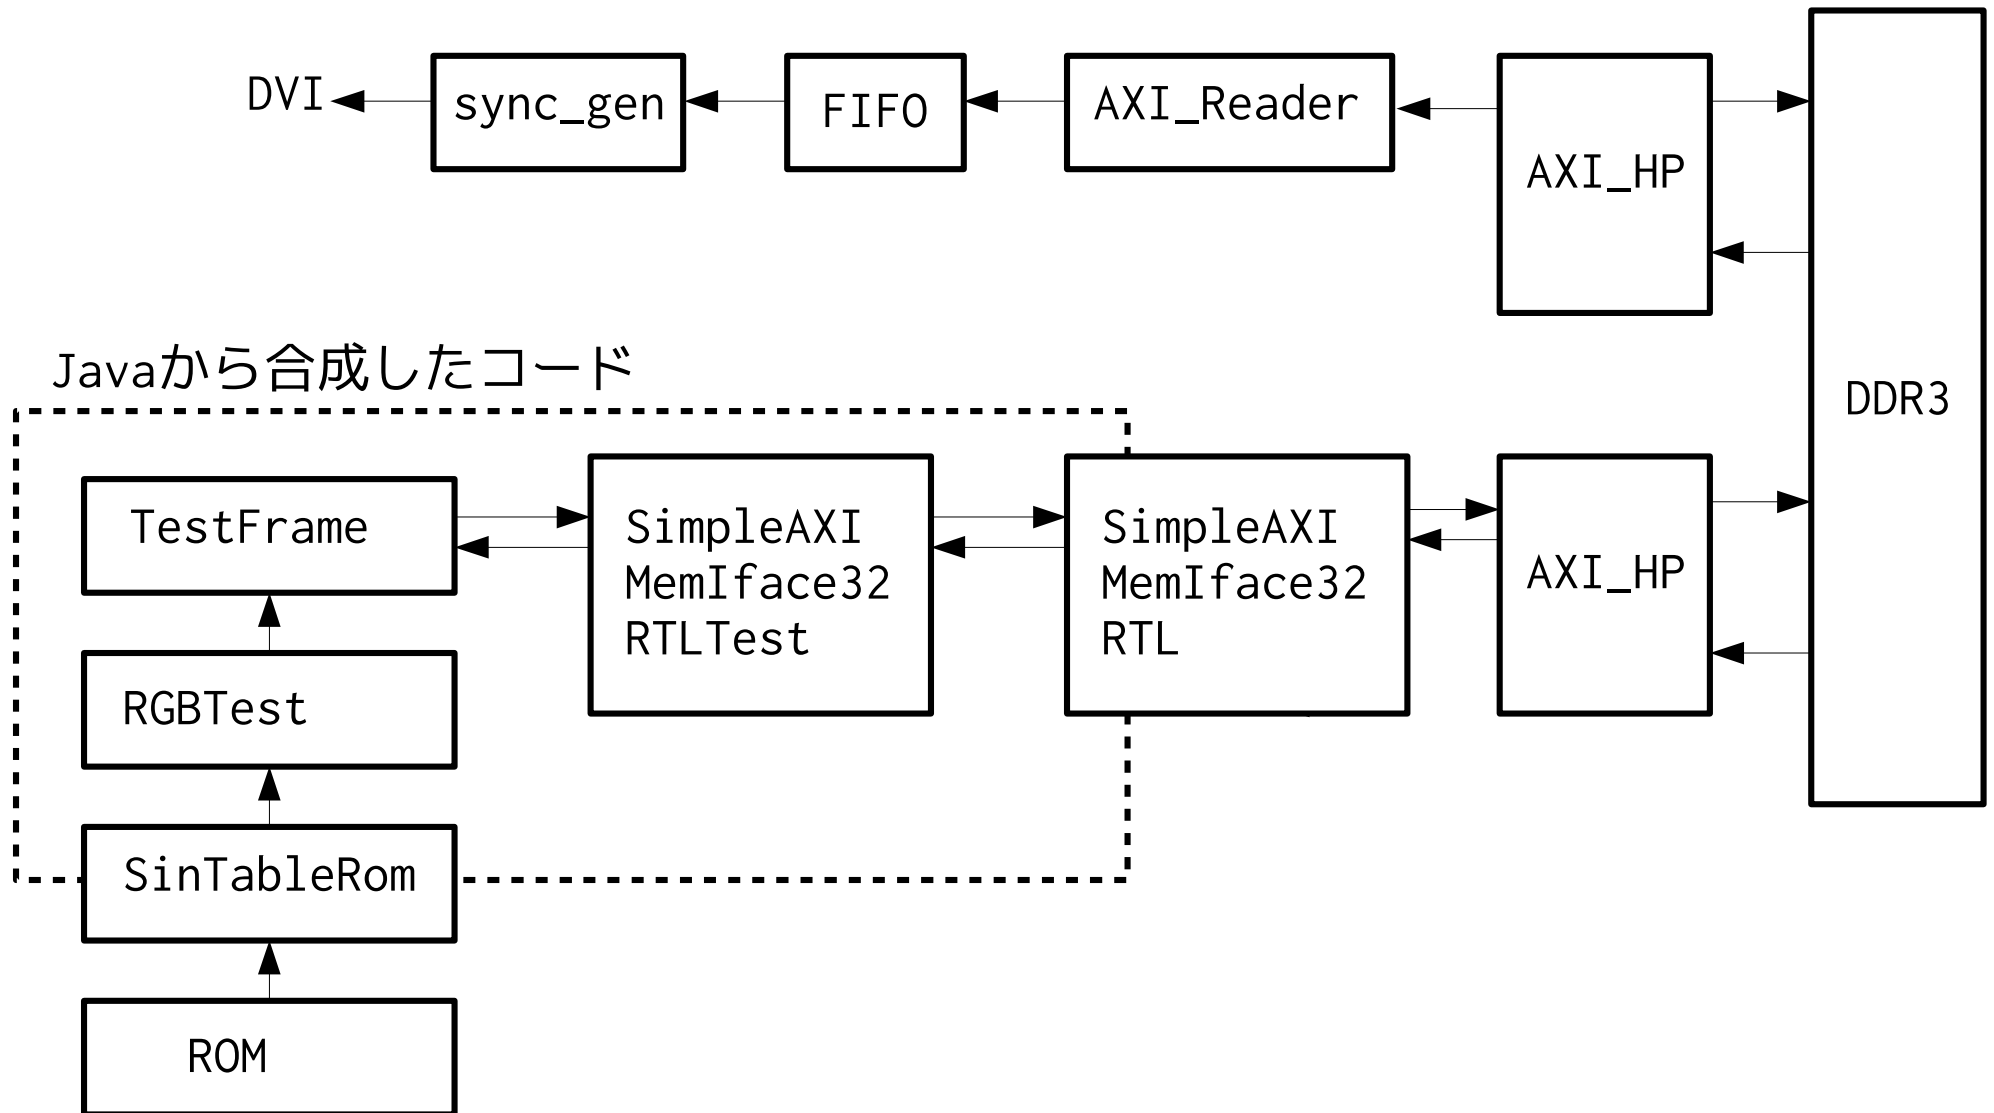 DVI
sync_gen
FIFO
AXI_Reader
AXI_HP
DDR3
Javaから合成したコード
TestFrame
SimpleAXI
MemIface32
RTLTest
SimpleAXI
MemIface32
RTL
AXI_HP
RGBTest
SinTableRom
ROM